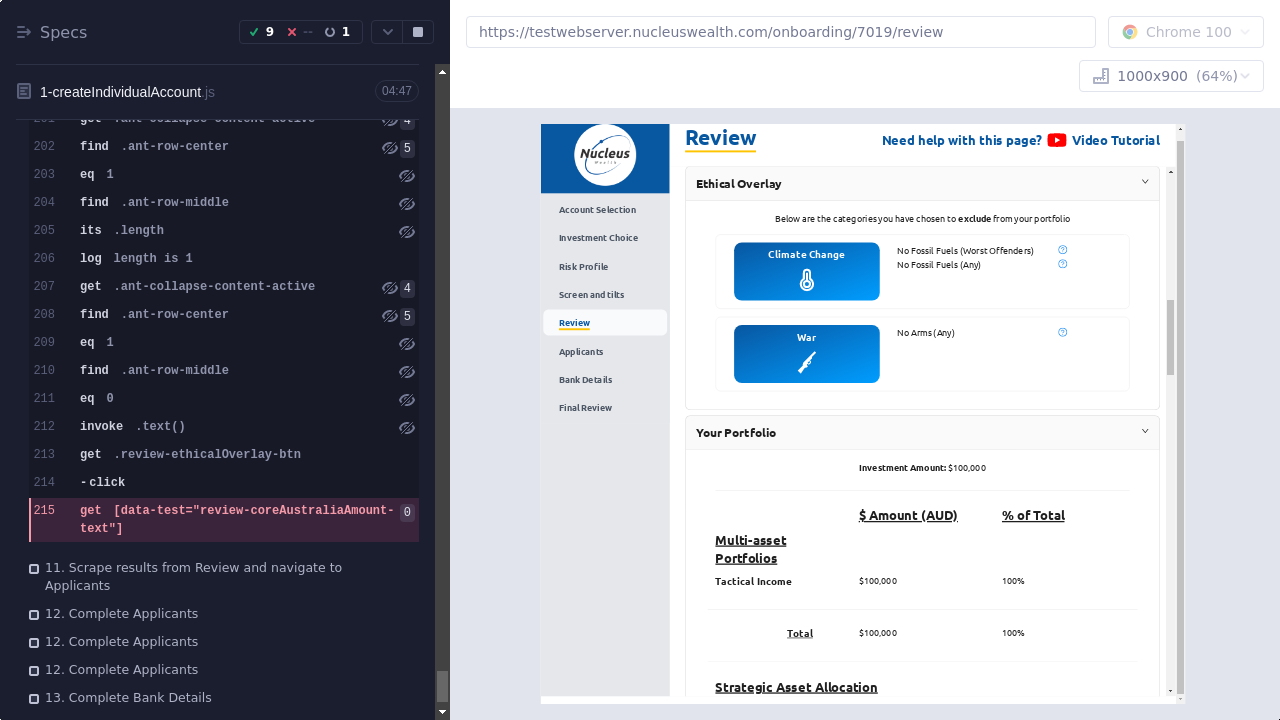 Specs
9
--
1
1-createIndividualAccount.js
04:47
201 get .ant-collapse-content-active 4
202 find .ant-row-center 5
203 eq 1
204 find .ant-row-middle
205 its .length
206 log length is 1
207 get .ant-collapse-content-active 4
208 find .ant-row-center 5
209 eq 1
210 find .ant-row-middle
211 eq 0
212 invoke .text()
213 get .review-ethicalOverlay-btn
214 -click
215 get [data-test="review-coreAustraliaAmount-
text"] 0
11. Scrape results from Review and navigate to
Applicants
12. Complete Applicants
12. Complete Applicants
12. Complete Applicants
13. Complete Bank Details
https://testwebserver.nucleuswealth.com/onboarding/7019/review
Chrome 100
1000x900 (64%)
Nucleus
Wealth
Account Selection
Investment Choice
Risk Profile
Screen and tilts
Review
Applicants
Bank Details
Final Review
Review
Need help with this page? Video Tutorial
Ethical Overlay
Below are the categories you have chosen to exclude from your portfolio
Climate Change
No Fossil Fuels (Worst Offenders)
No Fossil Fuels (Any)
War
No Arms (Any)
Your Portfolio
Investment Amount: $100,000
$ Amount (AUD) % of Total
Multi-asset
Portfolios
Tactical Income $100,000 100%
Total $100,000 100%
Strategic Asset Allocation